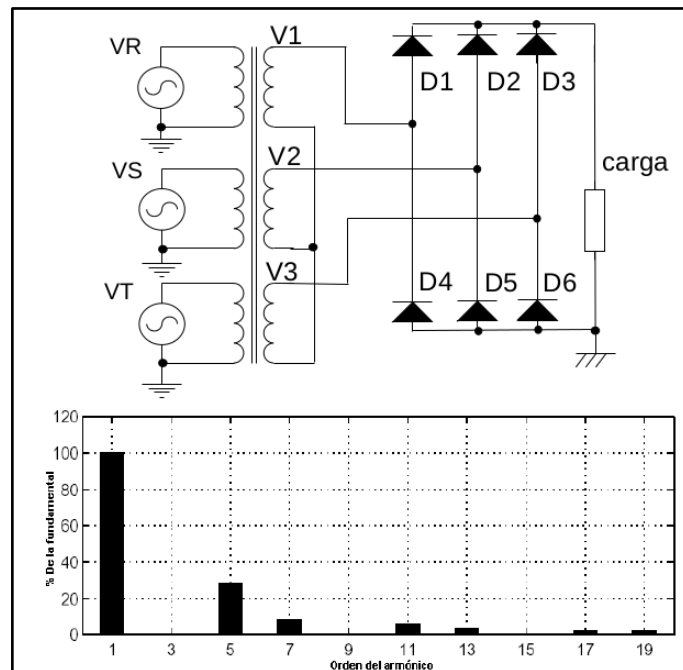 VR
V1
D1 D2 D3
VS
V2
carga
VT
V3
D4 D5 D6
120
100
80
60
40
20
0
% De la fundamental
1 3 5 7 9 11 13 15 17 19
Orden del armónico